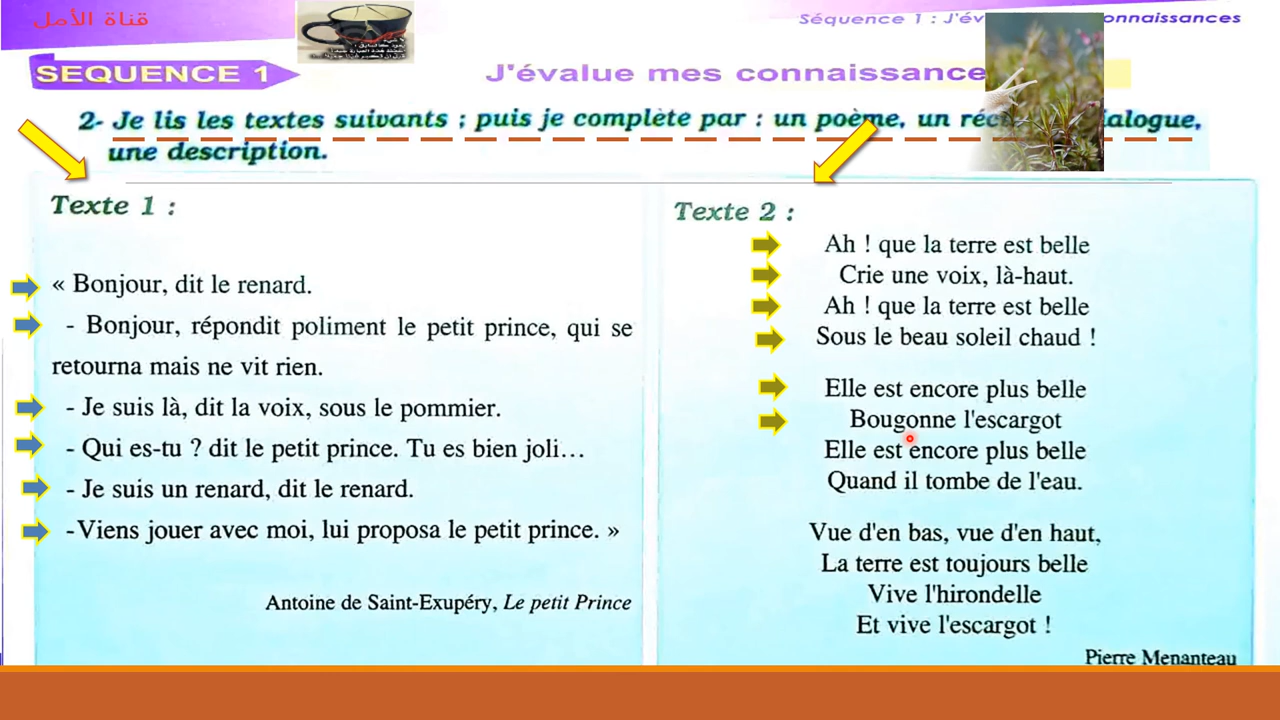 قناة الأمل
Séquence 1 : J'év onnaissances
SEQUENCE 1
J'évalue mes connaissance
2- Je lis les textes suivants ; puis je complète par : un poème, un réc ialogue,
une description.
Texte 1 :
« Bonjour, dit le renard.
- Bonjour, répondit poliment le petit prince, qui se
retourna mais ne vit rien.
- Je suis là, dit la voix, sous le pommier.
- Qui es-tu ? dit le petit prince. Tu es bien joli…
- Je suis un renard, dit le renard.
-Viens jouer avec moi, lui proposa le petit prince. »
Antoine de Saint-Exupéry, Le petit Prince
Texte 2 :
Ah ! que la terre est belle
Crie une voix, là-haut.
Ah ! que la terre est belle
Sous le beau soleil chaud !
Elle est encore plus belle
Bougonne l'escargot
Elle est encore plus belle
Quand il tombe de l'eau.
Vue d'en bas, vue d'en haut,
La terre est toujours belle
Vive l'hirondelle
Et vive l'escargot !
Pierre Menanteau